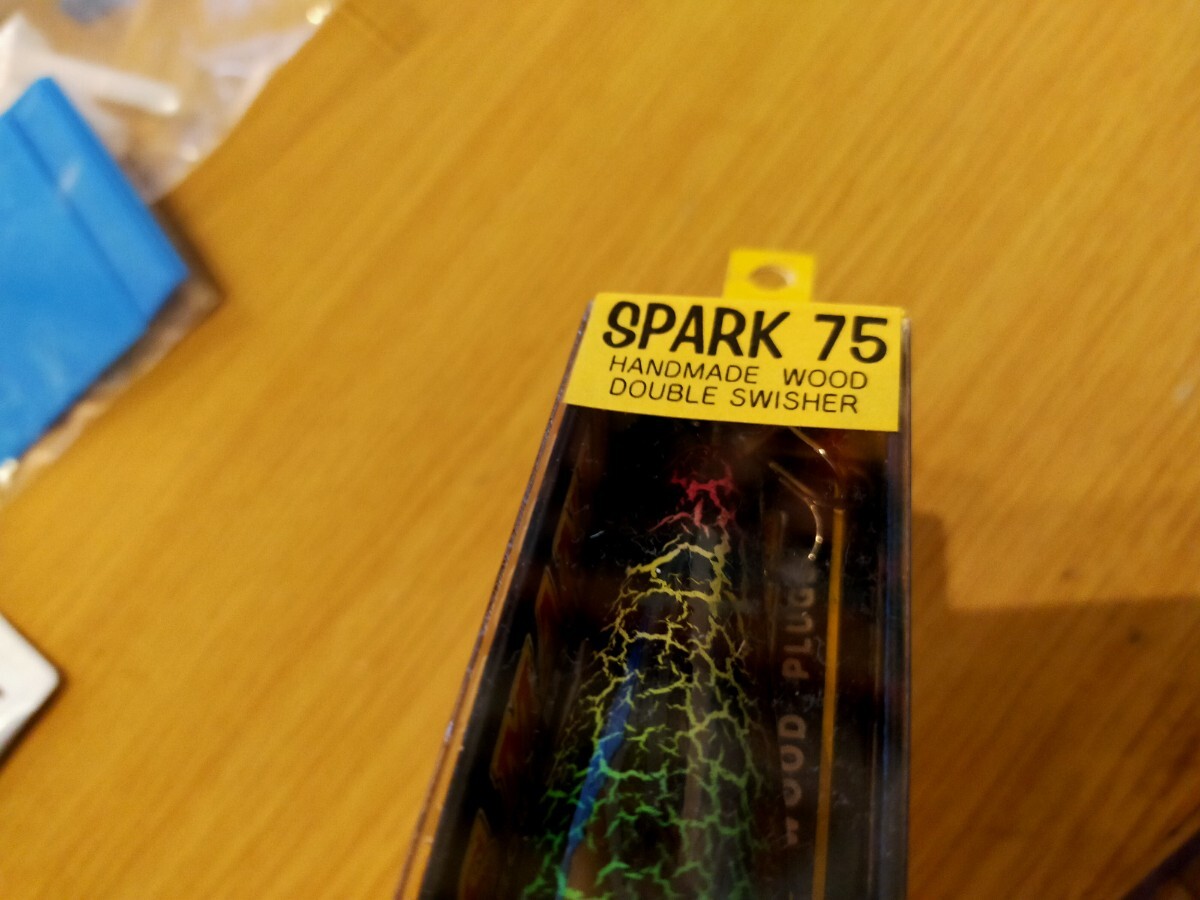 SPARK 75
HANDMADE WOOD
DOUBLE SWISHER
WOOD PLUG